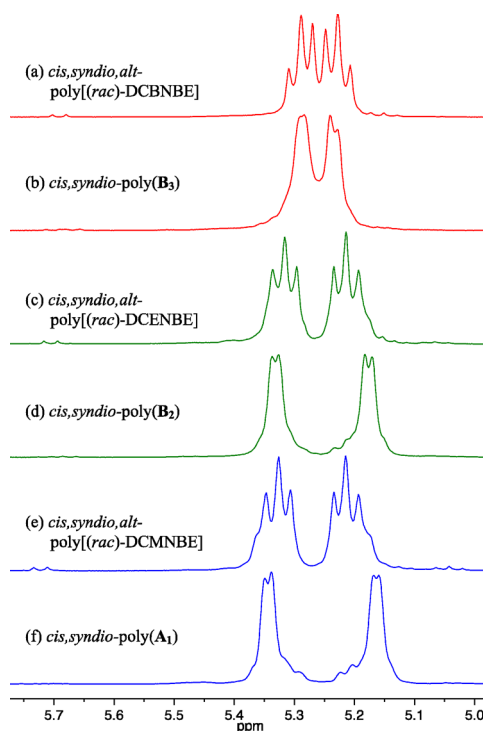 (a) cis,syndio,alt-
poly[(rac)-DCBNBE]
(b) cis,syndio-poly(B₃)
(c) cis,syndio,alt-
poly[(rac)-DCENBE]
(d) cis,syndio-poly(B₂)
(e) cis,syndio,alt-
poly[(rac)-DCMNBE]
(f) cis,syndio-poly(A₁)
5.7 5.6 5.5 5.4 5.3 5.2 5.1 5.0
ppm